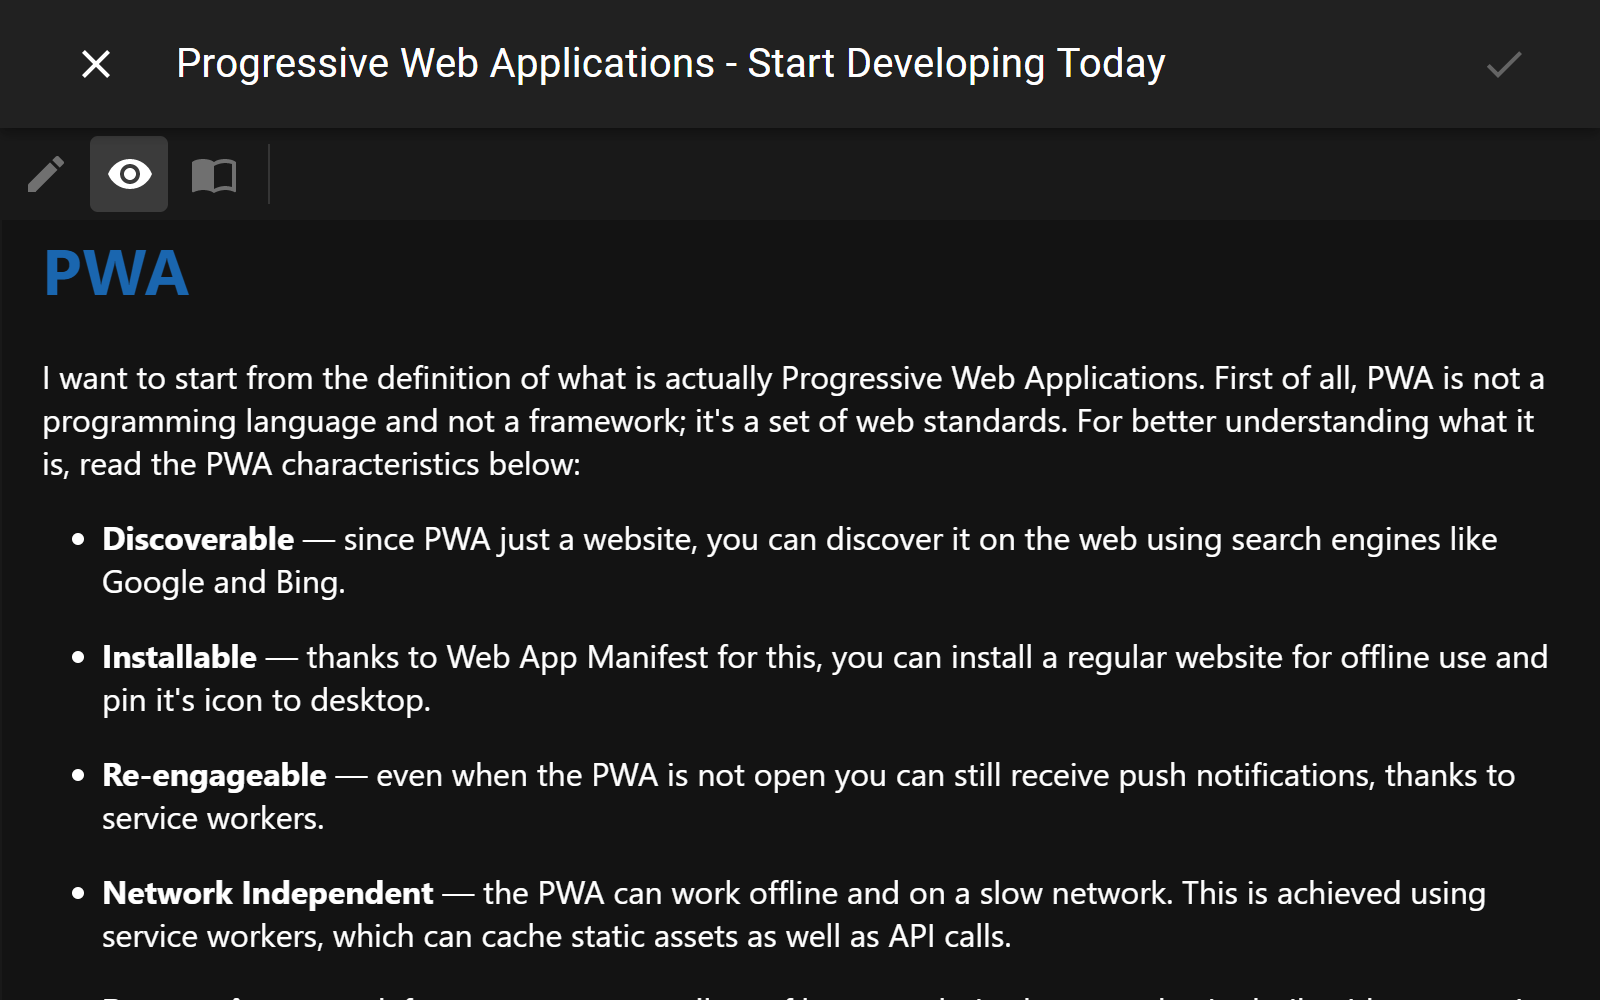 Progressive Web Applications - Start Developing Today
PWA
I want to start from the definition of what is actually Progressive Web Applications. First of all, PWA is not a
programming language and not a framework; it's a set of web standards. For better understanding what it
is, read the PWA characteristics below:
Discoverable — since PWA just a website, you can discover it on the web using search engines like
Google and Bing.
Installable — thanks to Web App Manifest for this, you can install a regular website for offline use and
pin it's icon to desktop.
Re-engageable — even when the PWA is not open you can still receive push notifications, thanks to
service workers.
Network Independent — the PWA can work offline and on a slow network. This is achieved using
service workers, which can cache static assets as well as API calls.